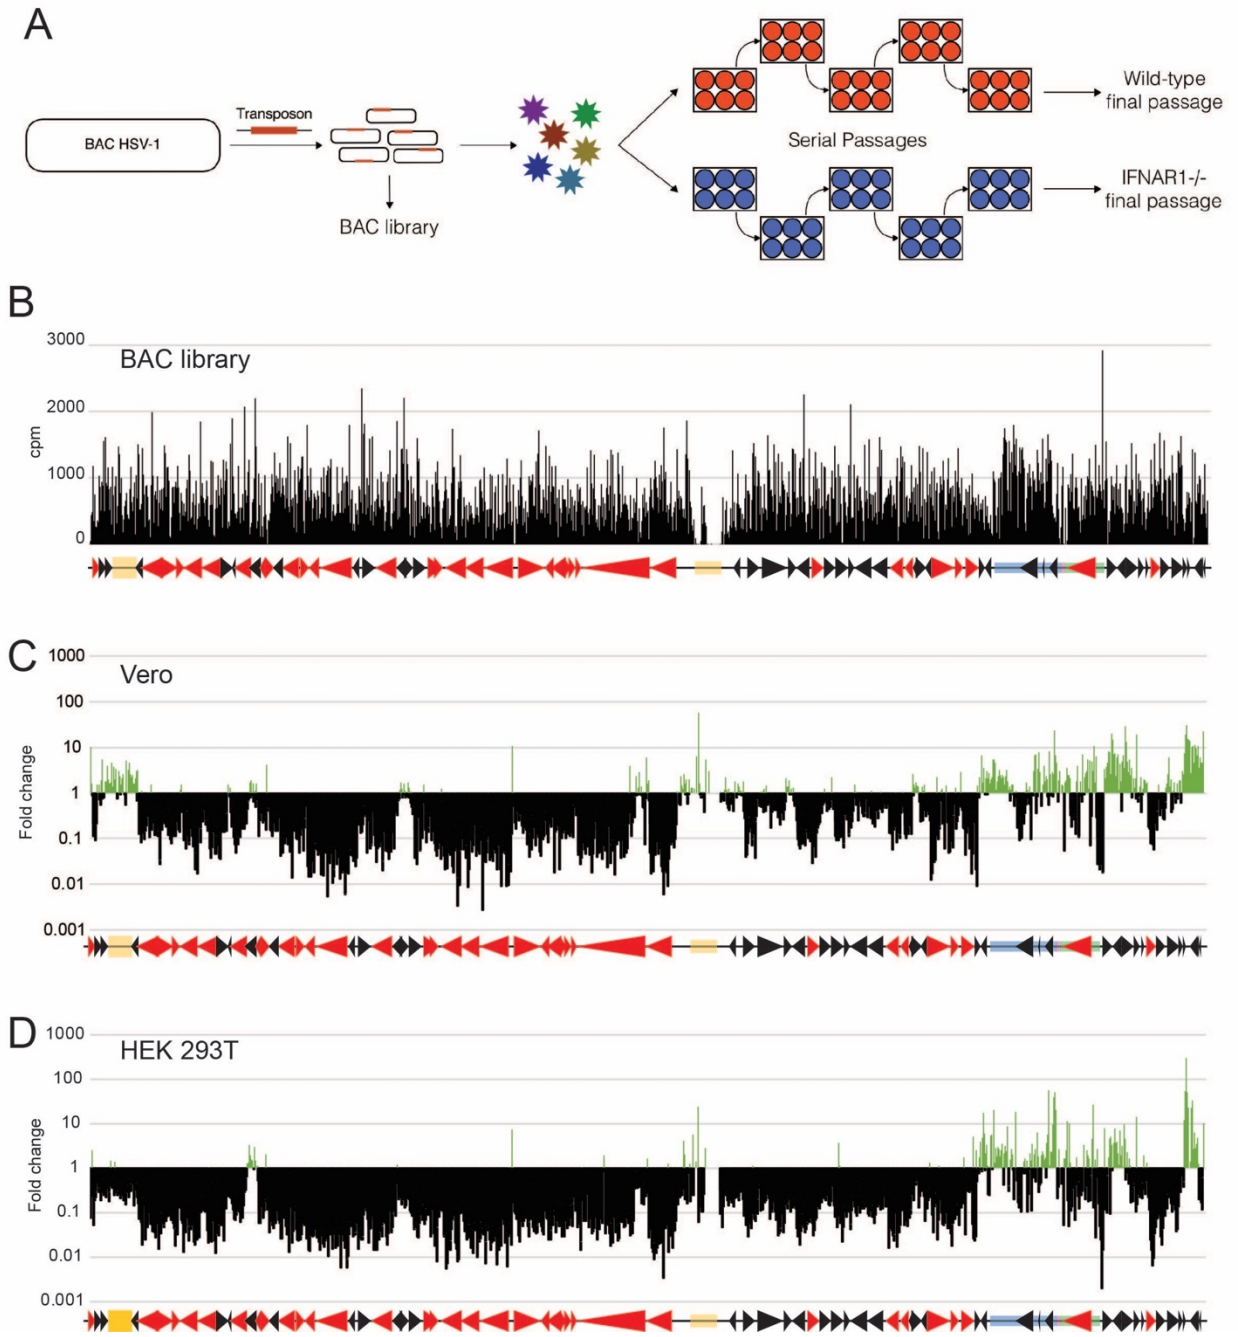 A
BAC HSV-1
Transposon
BAC library
Serial Passages
Wild-type
final passage
IFNAR1-/-
final passage
B
BAC library
cpm
3000
2000
1000
0
C
Vero
Fold change
1000
100
10
1
0.1
0.01
0.001
D
HEK 293T
Fold change
1000
100
10
1
0.1
0.01
0.001